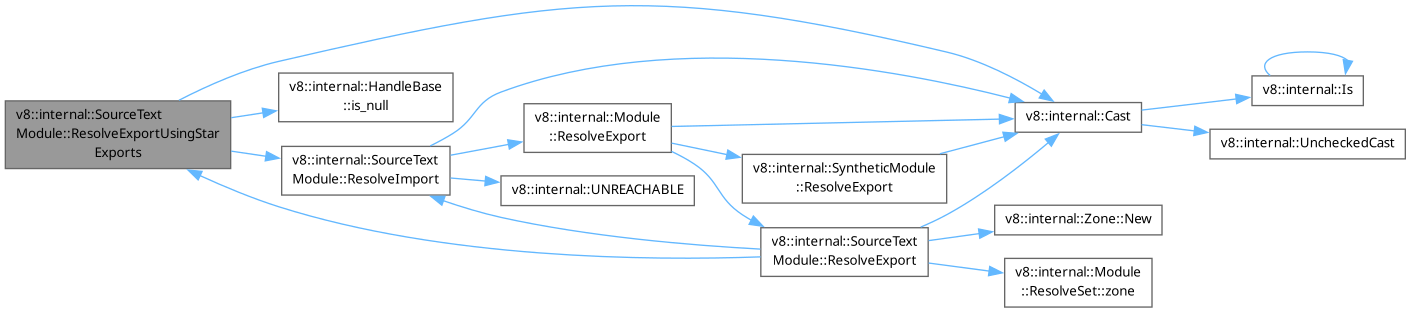 v8::internal::SourceText
Module::ResolveExportUsingStar
Exports
v8::internal::HandleBase
::is_null
v8::internal::SourceText
Module::ResolveImport
v8::internal::Module
::ResolveExport
v8::internal::UNREACHABLE
v8::internal::SyntheticModule
::ResolveExport
v8::internal::SourceText
Module::ResolveExport
v8::internal::Cast
v8::internal::Zone::New
v8::internal::Module
::ResolveSet::zone
v8::internal::Is
v8::internal::UncheckedCast